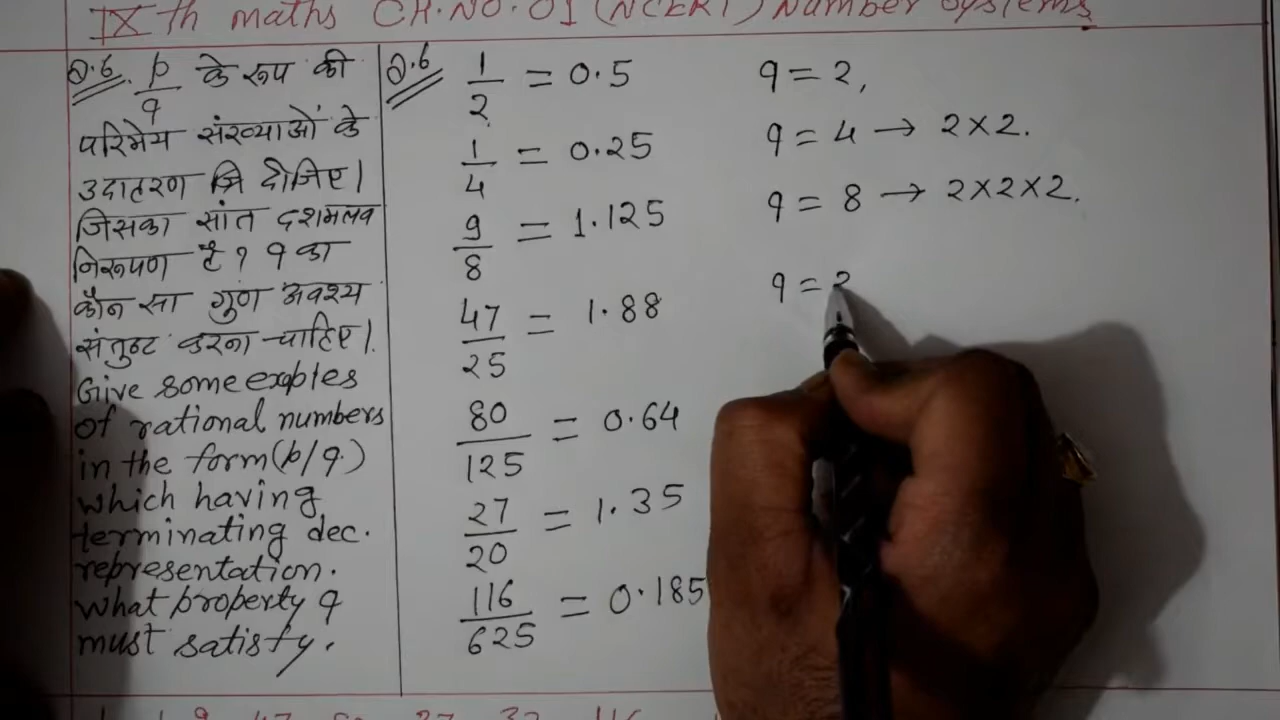 IX th maths CH.NO.01 (NCERT) Number Systems
Q.6. p/q के रूप की
परिमेय संख्याओं के
उदाहरण जि दीजिए।
जिसका सांत दशमलव
निरूपण है ? q का
कौन सा गुण अवश्य
संतुष्ट करना चाहिए।.
Give some exaples
of rational numbers
in the form (p/q.)
which having
terminating dec.
representation.
what property q
must satisfy.
Q.6 1/2 = 0.5
1/4 = 0.25
9/8 = 1.125
47/25 = 1.88
80/125 = 0.64
27/20 = 1.35
116/625 = 0.185
q = 2,
q = 4 → 2×2.
q = 8 → 2×2×2.
q = 2